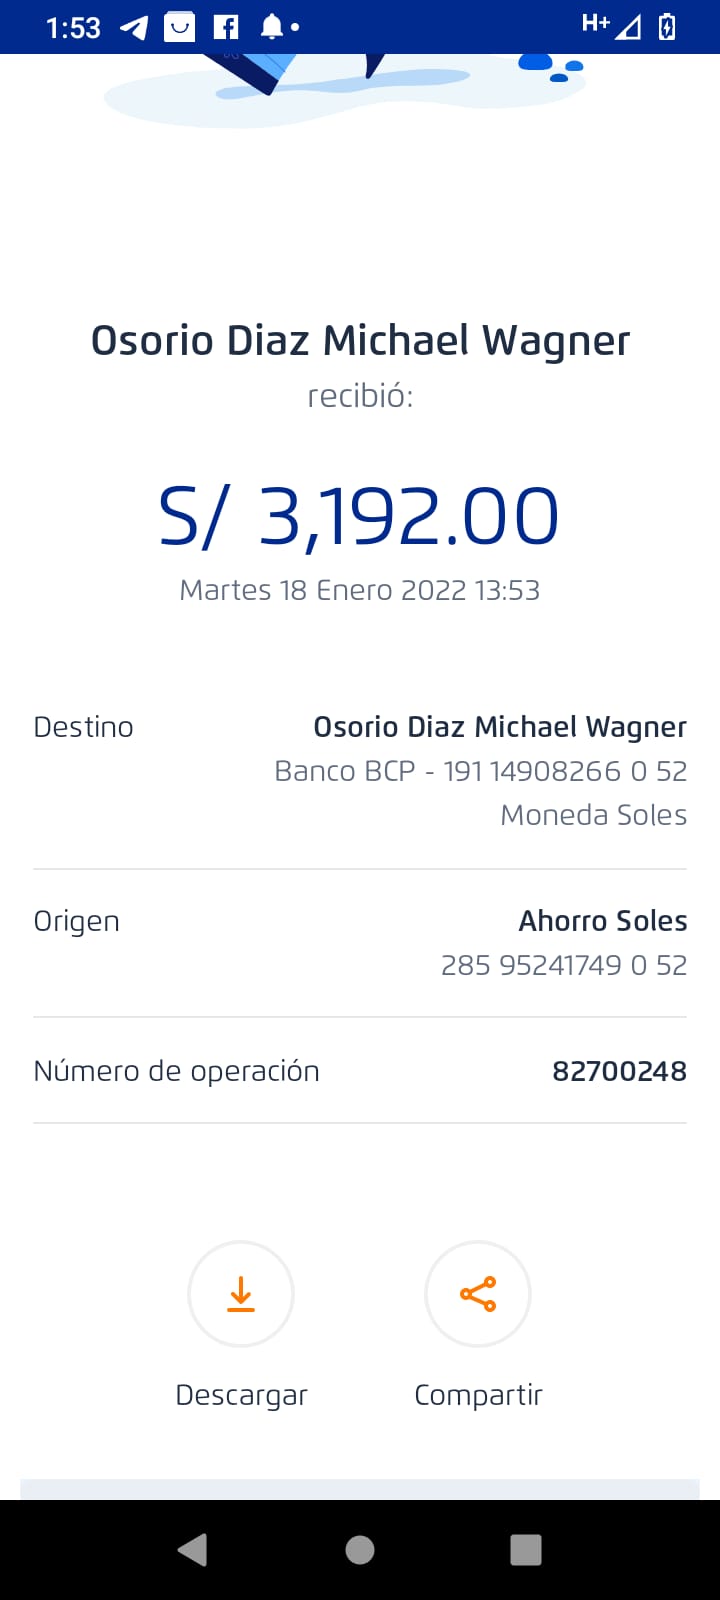 1:53 H+
Osorio Diaz Michael Wagner
recibió:
S/ 3,192.00
Martes 18 Enero 2022 13:53
Destino Osorio Diaz Michael Wagner
Banco BCP - 191 14908266 0 52
Moneda Soles
Origen Ahorro Soles
285 95241749 0 52
Número de operación 82700248
Descargar Compartir